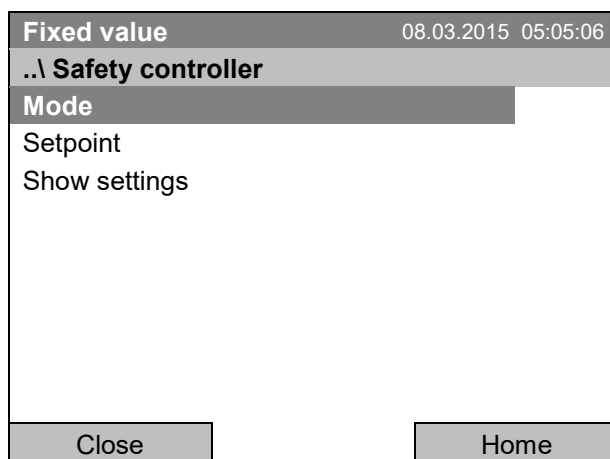 Fixed value 08.03.2015 05:05:06
..\ Safety controller
Mode
Setpoint
Show settings
Close Home